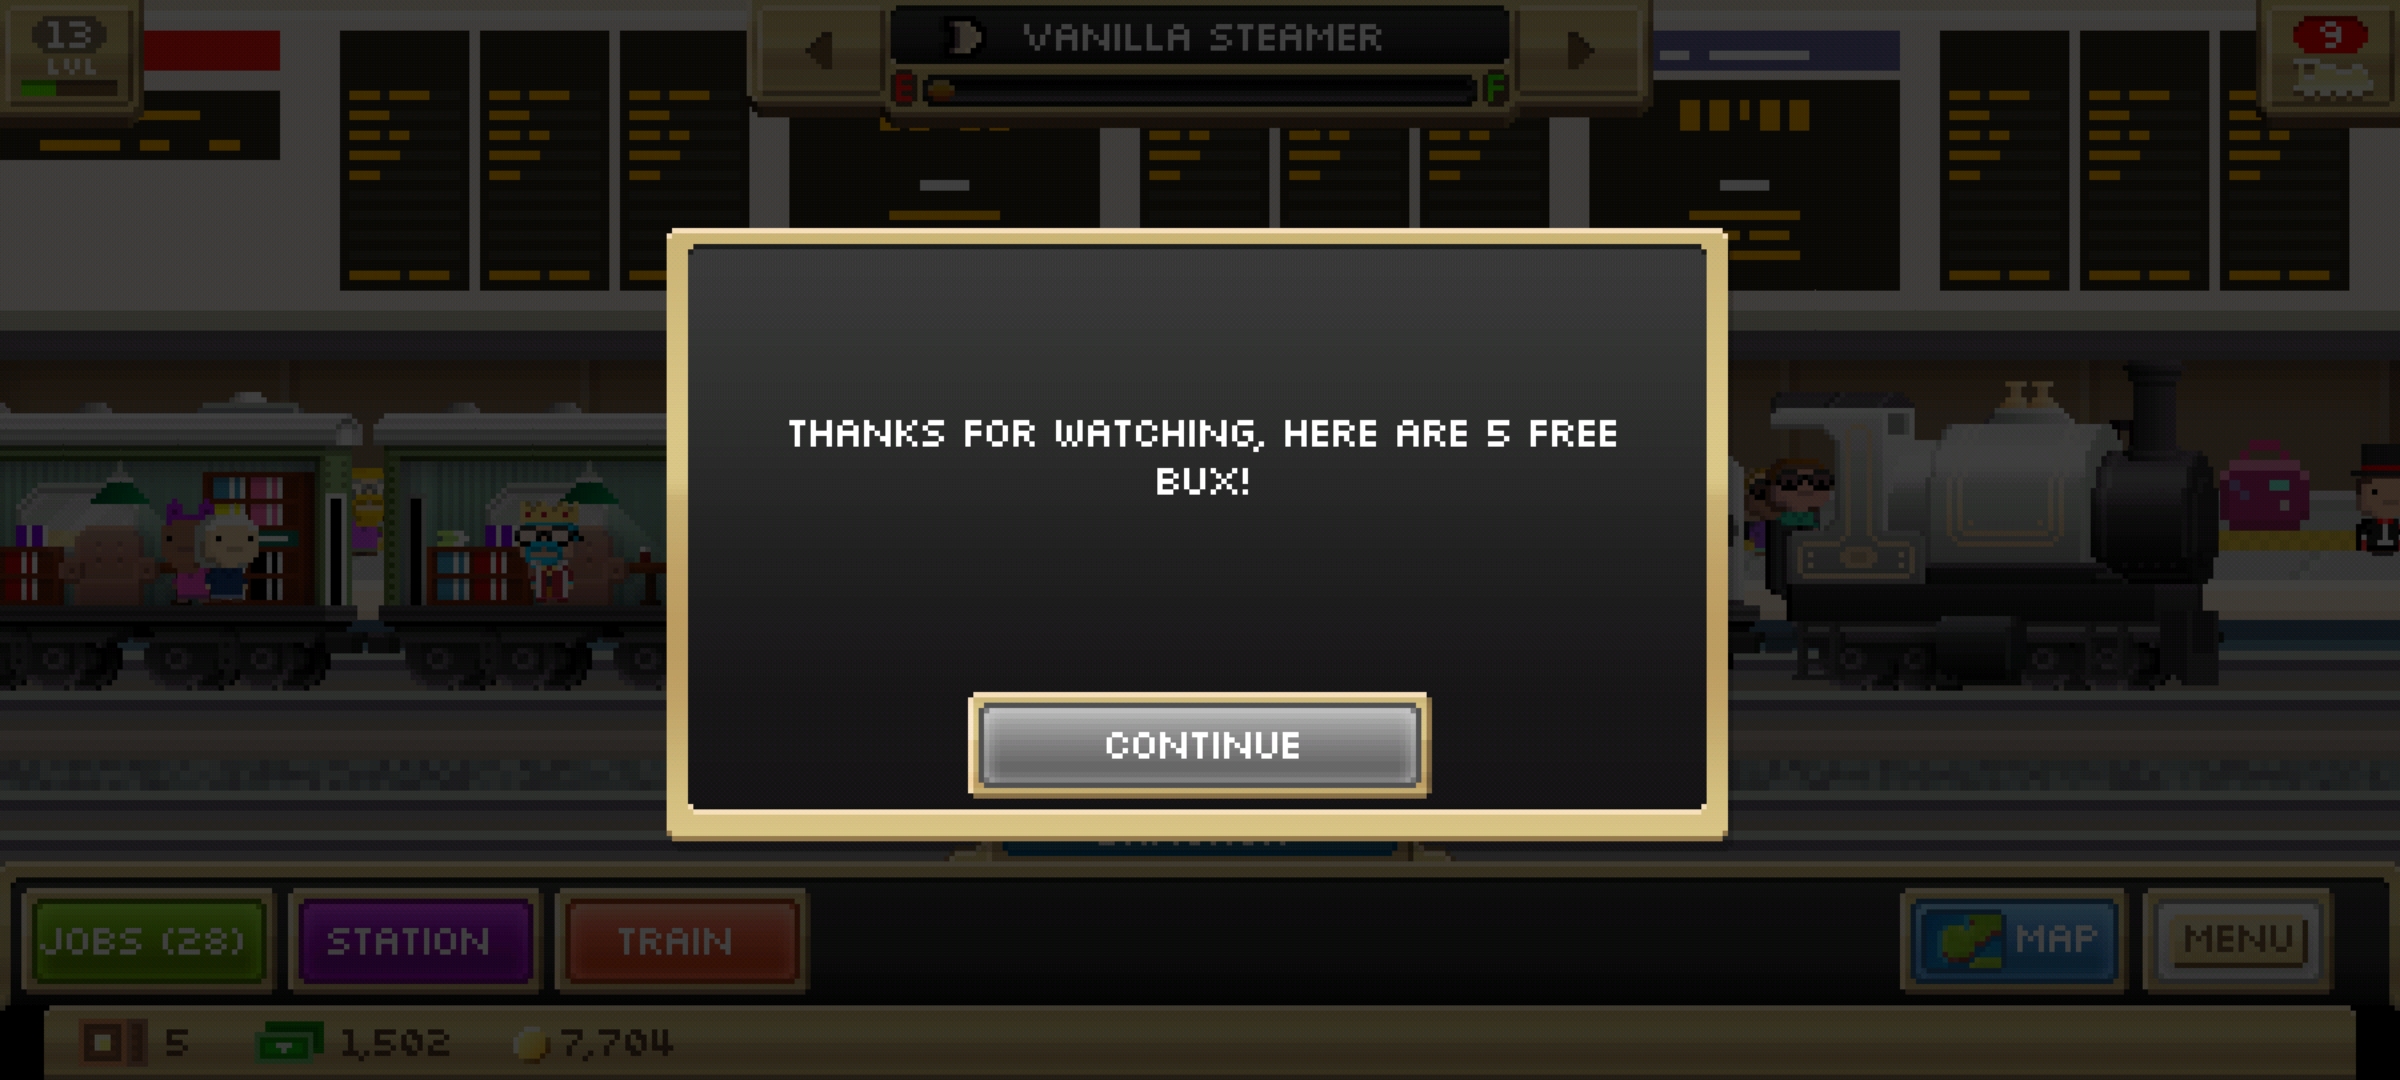 13
LVL
VANILLA STEAMER
E
F
9
THANKS FOR WATCHING, HERE ARE 5 FREE
BUX!
CONTINUE
JOBS (28)
STATION
TRAIN
MAP
MENU
5
1,502
7,704